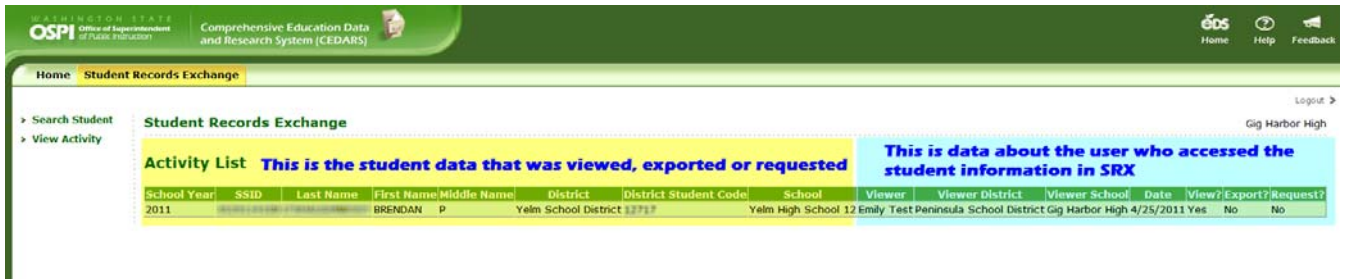 WASHINGTON STATE
OSPI Office of Superintendent of Public Instruction
Comprehensive Education Data
and Research System (CEDARS)
eds
Home Help Feedback
Home Student Records Exchange
Logout >
> Search Student
> View Activity
Student Records Exchange
Gig Harbor High
Activity List This is the student data that was viewed, exported or requested
This is data about the user who accessed the
student information in SRX
School Year SSID Last Name First Name Middle Name District District Student Code School Viewer Viewer District Viewer School Date View? Export? Request?
2011 BRENDAN P Yelm School District Yelm High School 12 Emily Test Peninsula School District Gig Harbor High 4/25/2011 Yes No No